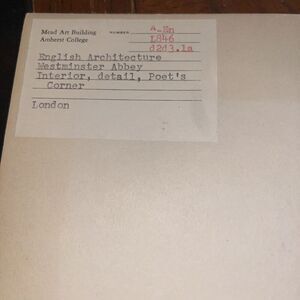 Mead Art Building NUMBER A-En
Amherst College L846
d2d3.1a
English Architecture
Westminster Abbey
Interior, detail, Poet's
Corner
London